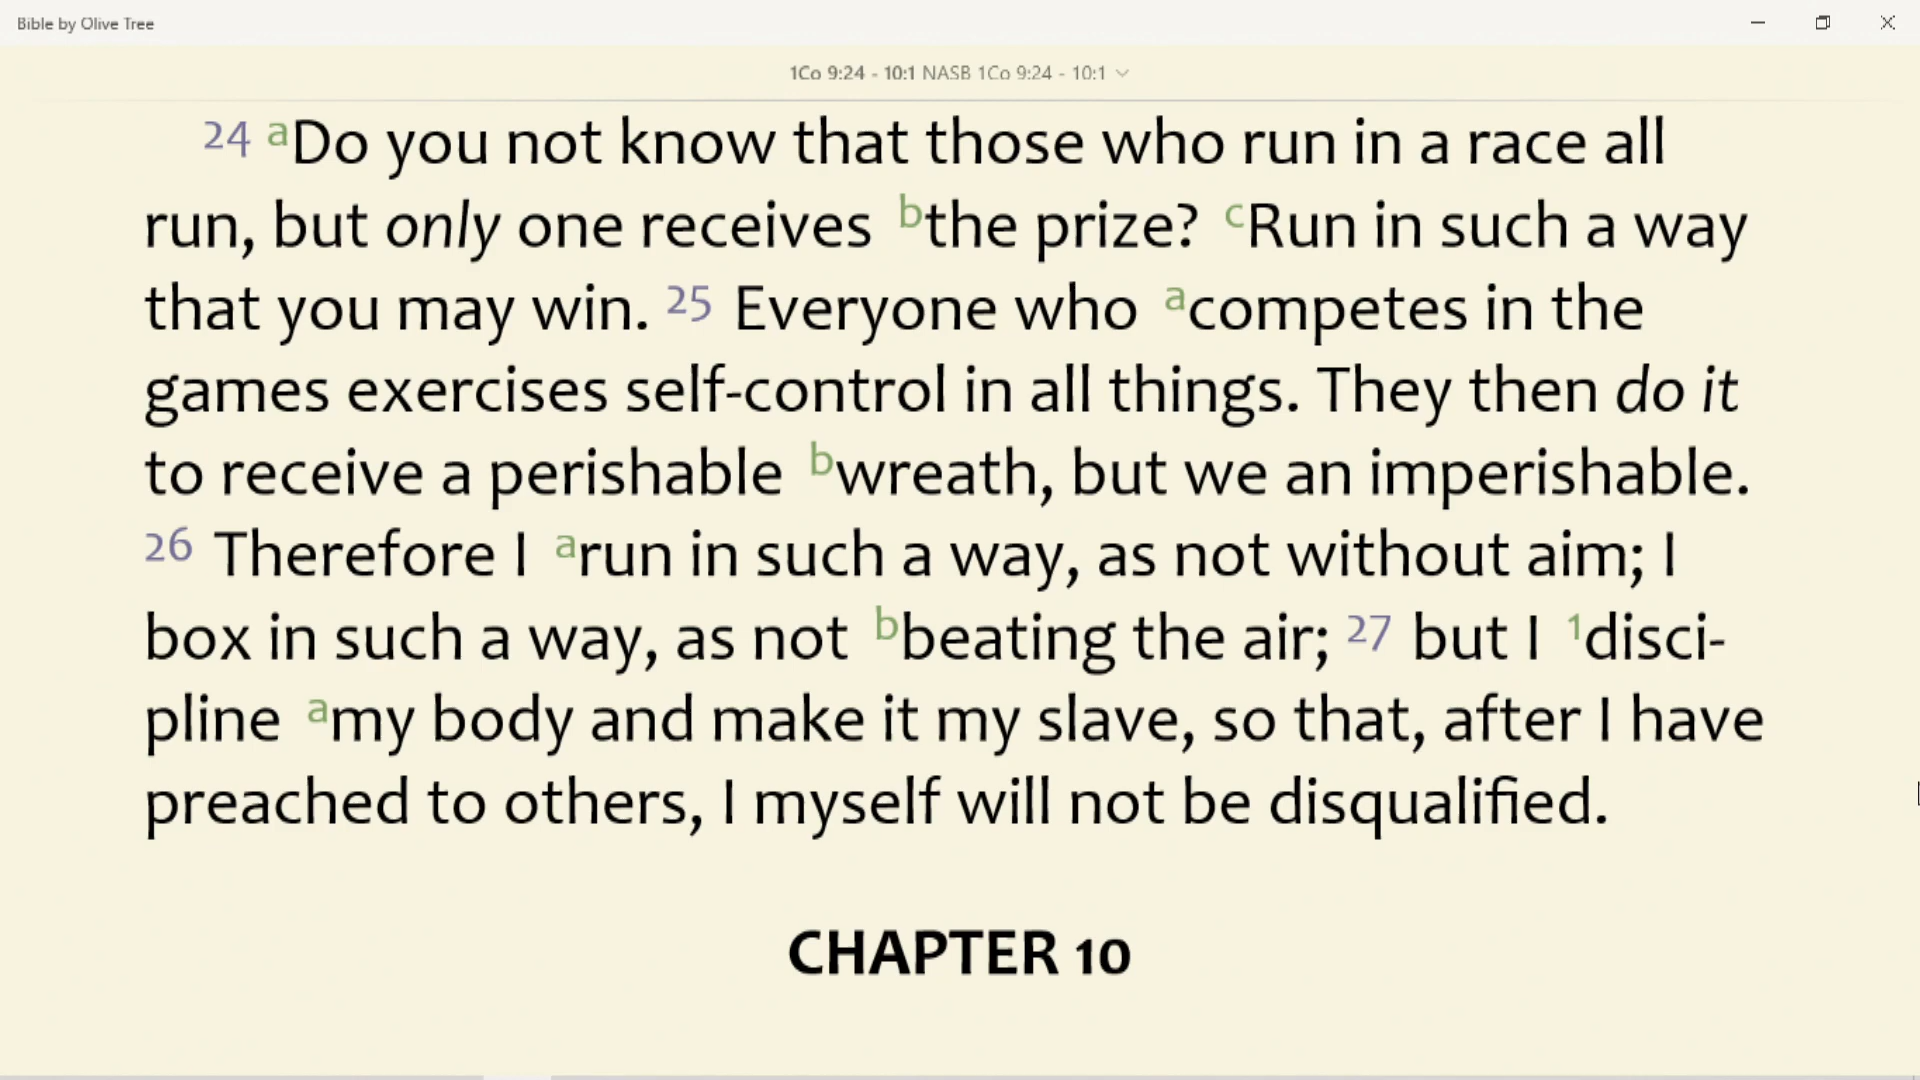 Bible by Olive Tree
1Co 9:24 - 10:1 NASB 1Co 9:24 - 10:1
24 aDo you not know that those who run in a race all
run, but only one receives bthe prize? cRun in such a way
that you may win. 25 Everyone who acompetes in the
games exercises self-control in all things. They then do it
to receive a perishable bwreath, but we an imperishable.
26 Therefore I arun in such a way, as not without aim; I
box in such a way, as not bbeating the air; 27 but I 1disci-
pline amy body and make it my slave, so that, after I have
preached to others, I myself will not be disqualified.
CHAPTER 10